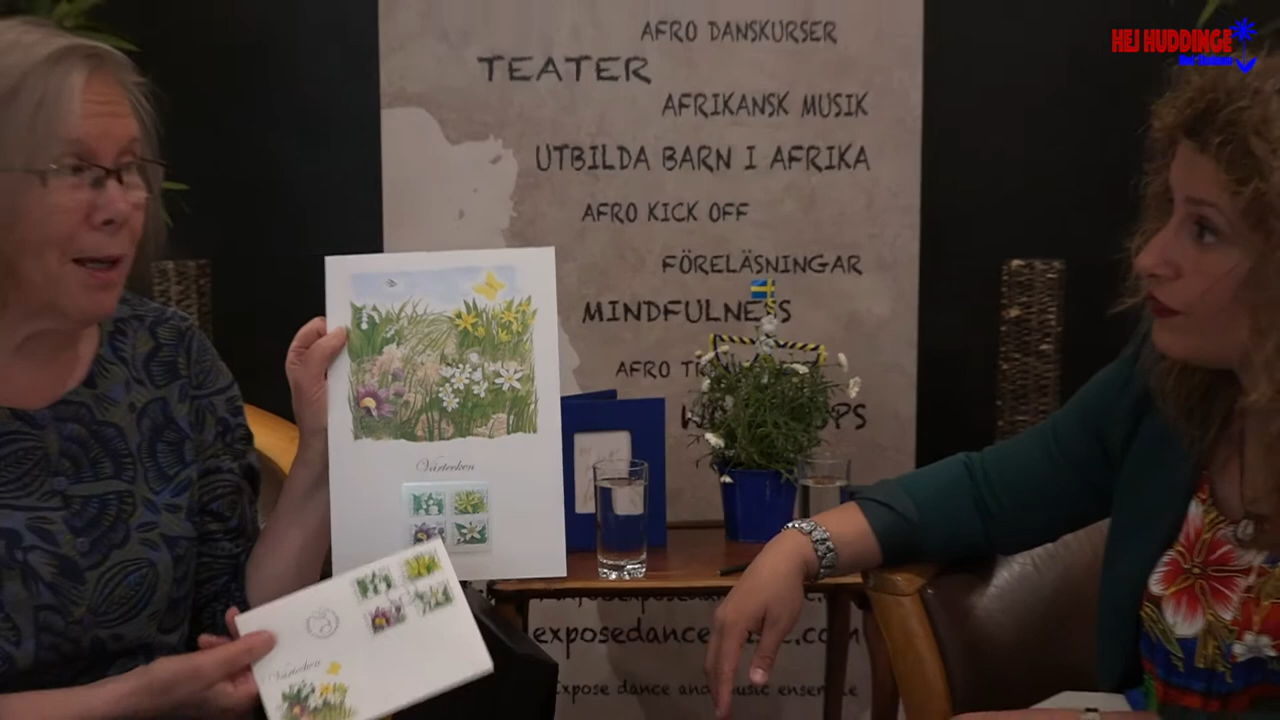 AFRO DANSKURSER
TEATER
AFRIKANSK MUSIK
UTBILDA BARN I AFRIKA
AFRO KICK OFF
FÖRELÄSNINGAR
MINDFULNESS
AFRO
HEJ HUDDINGE
Vårtecken
Vårtecken
Expose dance and music ensemble